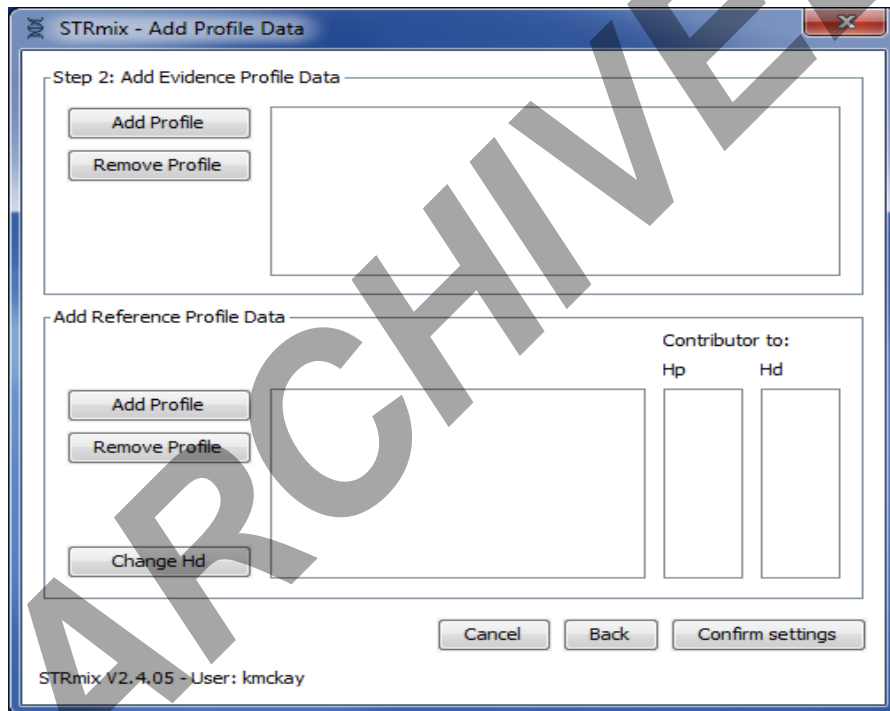 STRmix - Add Profile Data
Step 2: Add Evidence Profile Data
Add Profile
Remove Profile
Add Reference Profile Data
Contributor to:
Hp Hd
Add Profile
Remove Profile
Change Hd
Cancel Back Confirm settings
STRmix V2.4.05 - User: kmckay